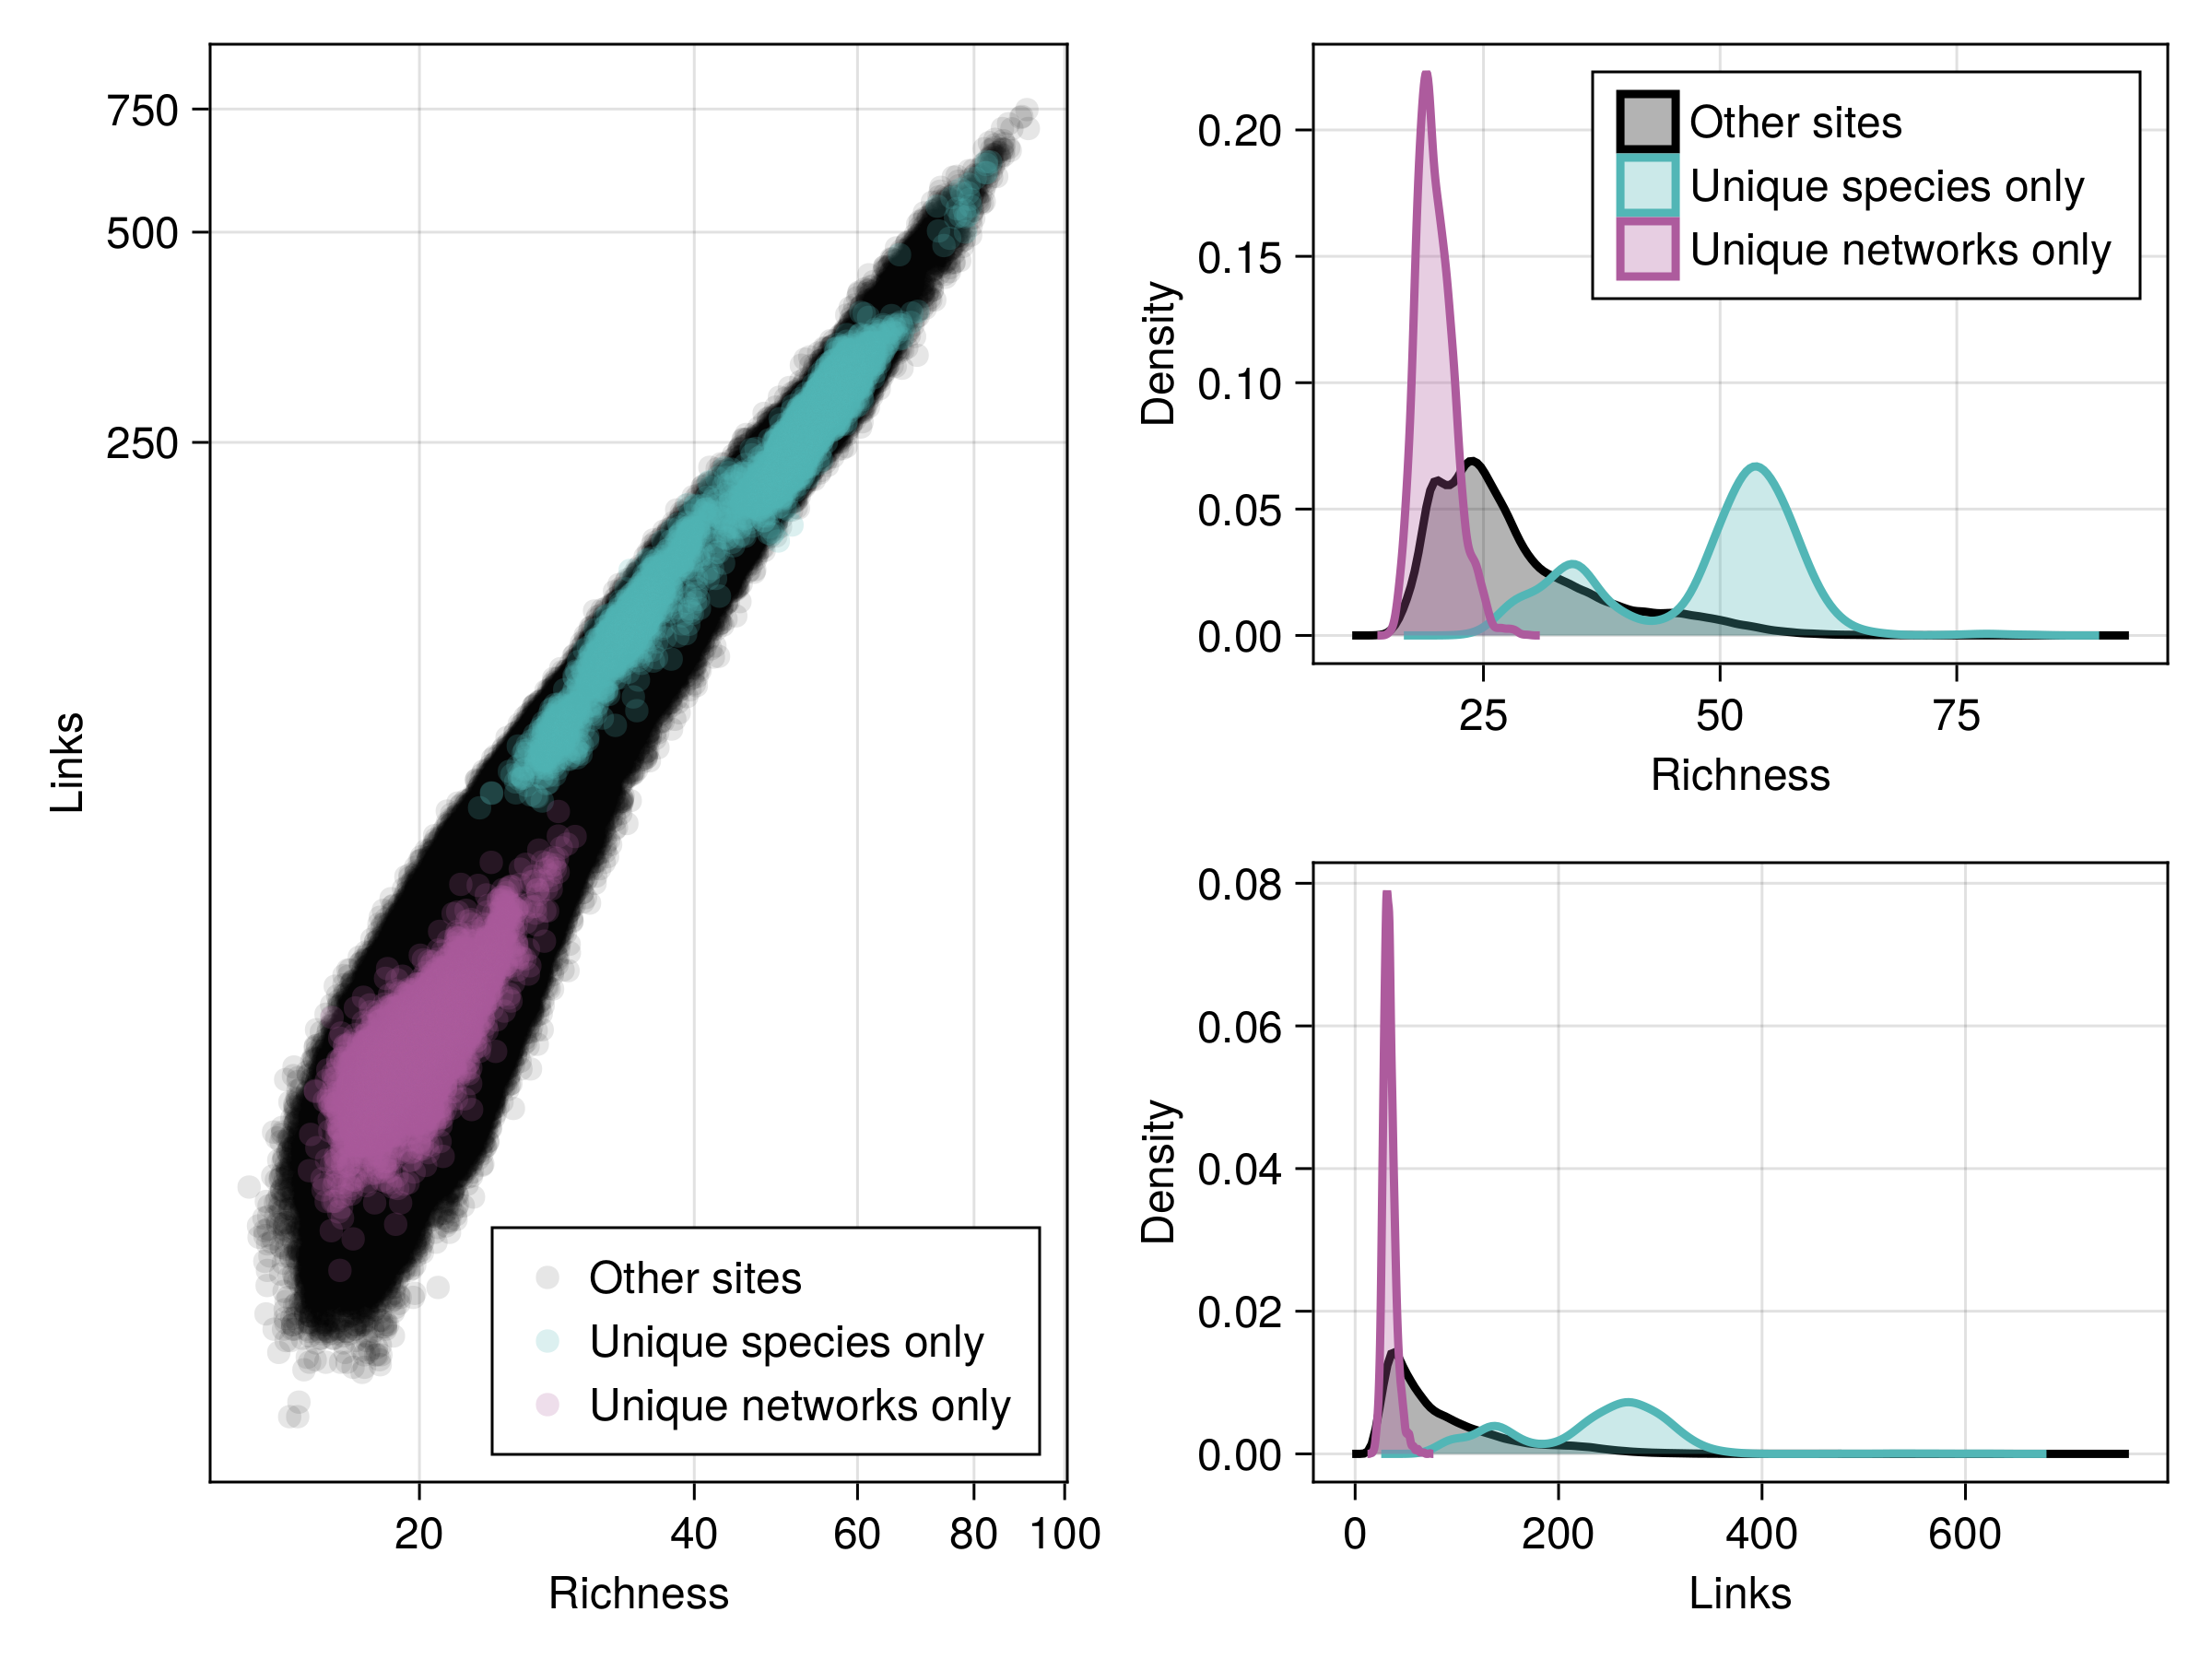 750
500
250
Links
20
40
60
80
100
Richness
Other sites
Unique species only
Unique networks only
0.20
0.15
0.10
0.05
0.00
Density
25
50
75
Richness
Other sites
Unique species only
Unique networks only
0.08
0.06
0.04
0.02
0.00
Density
0
200
400
600
Links